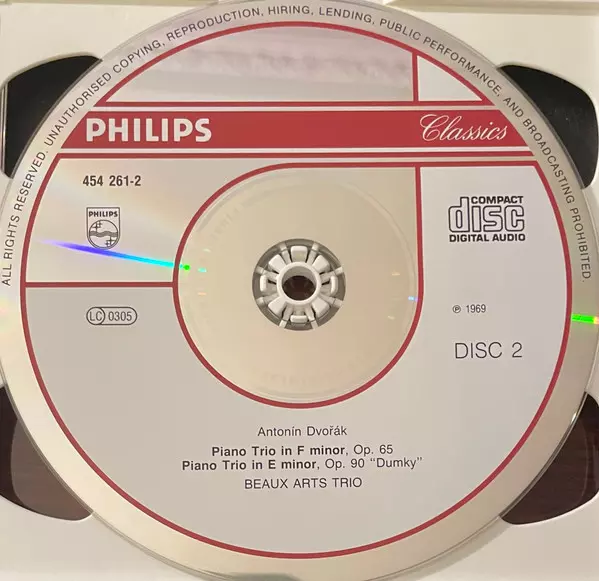 ALL RIGHTS RESERVED. UNAUTHORISED COPYING, REPRODUCTION, HIRING, LENDING, PUBLIC PERFORMANCE, AND BROADCASTING PROHIBITED.
PHILIPS
Classics
454 261-2
PHILIPS
COMPACT
disc
DIGITAL AUDIO
LC 0305
℗ 1969
DISC 2
Antonín Dvořák
Piano Trio in F minor, Op. 65
Piano Trio in E minor, Op. 90 "Dumky"
BEAUX ARTS TRIO